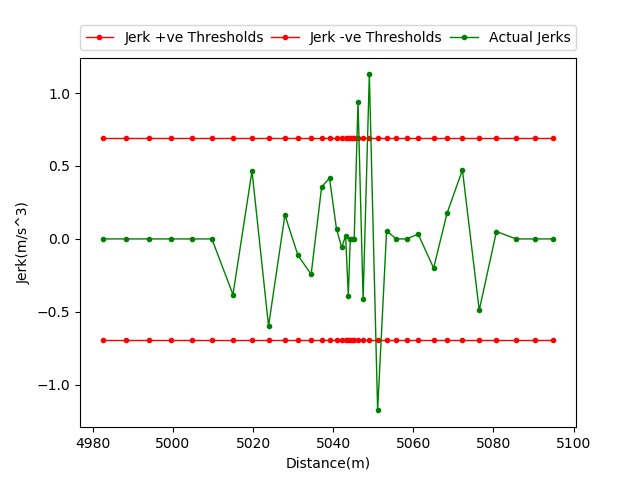 Jerk +ve Thresholds Jerk -ve Thresholds Actual Jerks
1.0
0.5
0.0
−0.5
−1.0
Jerk(m/s^3)
4980 5000 5020 5040 5060 5080 5100
Distance(m)